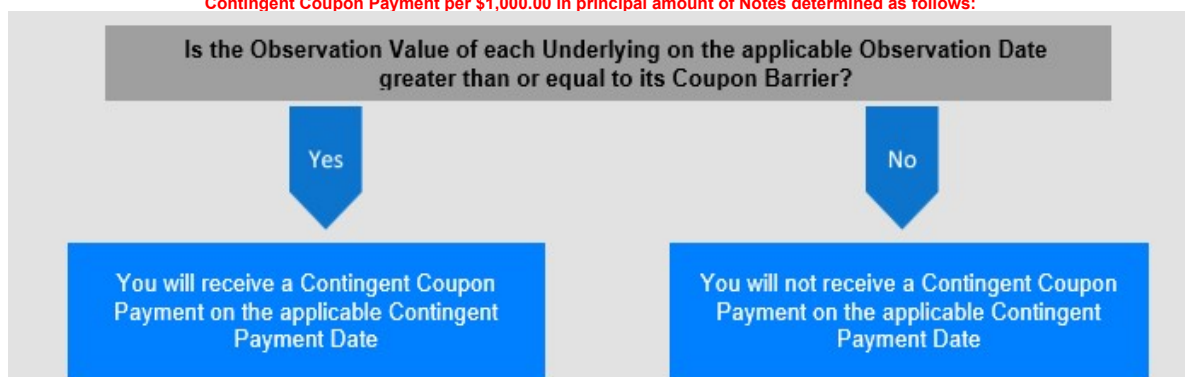 Contingent Coupon Payment per $1,000.00 in principal amount of Notes determined as follows:
Is the Observation Value of each Underlying on the applicable Observation Date
greater than or equal to its Coupon Barrier?
Yes
No
You will receive a Contingent Coupon
Payment on the applicable Contingent
Payment Date
You will not receive a Contingent Coupon
Payment on the applicable Contingent
Payment Date